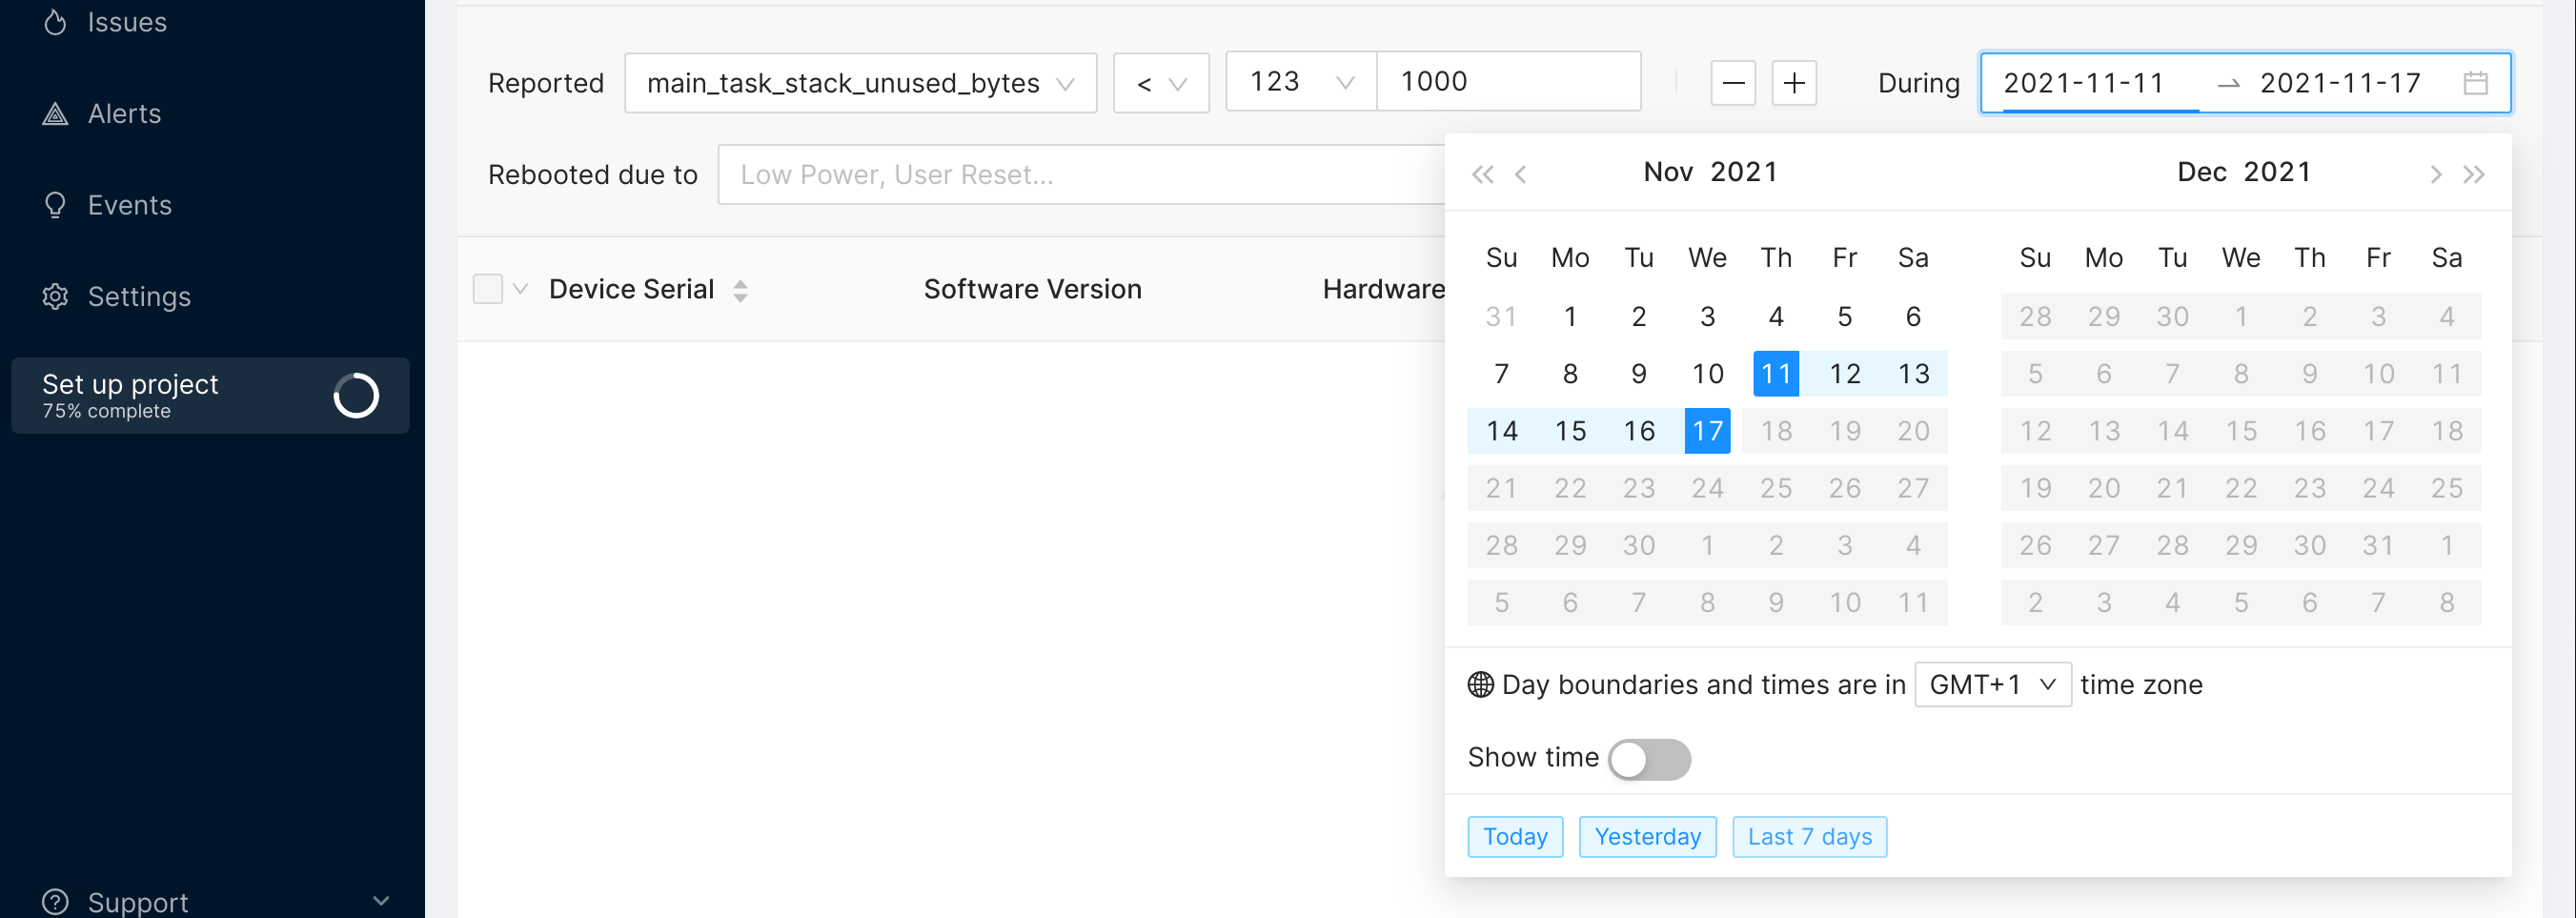 Issues
Alerts
Events
Settings
Set up project
75% complete
Support
Reported main_task_stack_unused_bytes < 123 1000 During 2021-11-11 → 2021-11-17
Rebooted due to Low Power, User Reset...
Device Serial Software Version Hardware
Nov 2021
Su Mo Tu We Th Fr Sa
31 1 2 3 4 5 6
7 8 9 10 11 12 13
14 15 16 17 18 19 20
21 22 23 24 25 26 27
28 29 30 1 2 3 4
5 6 7 8 9 10 11
Dec 2021
Su Mo Tu We Th Fr Sa
28 29 30 1 2 3 4
5 6 7 8 9 10 11
12 13 14 15 16 17 18
19 20 21 22 23 24 25
26 27 28 29 30 31 1
2 3 4 5 6 7 8
Day boundaries and times are in GMT+1 time zone
Show time
Today Yesterday Last 7 days